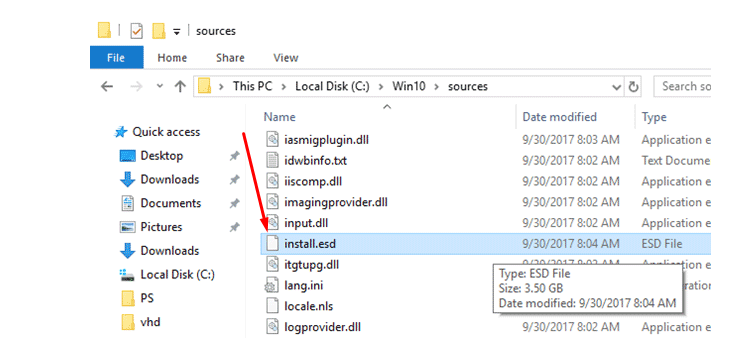 sources
File Home Share View
This PC > Local Disk (C:) > Win10 > sources Search so
Name Date modified Type
Quick access
Desktop
Downloads
Documents
Pictures
Downloads
Local Disk (C:)
PS
vhd
iasmigplugin.dll 9/30/2017 8:03 AM Application e
idwbinfo.txt 9/30/2017 8:02 AM Text Docume
iiscomp.dll 9/30/2017 8:02 AM Application e
imagingprovider.dll 9/30/2017 8:02 AM Application e
input.dll 9/30/2017 8:02 AM Application e
install.esd 9/30/2017 8:04 AM ESD File
itgtupg.dll 9/30/2017 8:03 AM Application e
lang.ini
locale.nls
logprovider.dll 9/30/2017 8:02 AM Application e
Type: ESD File
Size: 3.50 GB
Date modified: 9/30/2017 8:04 AM